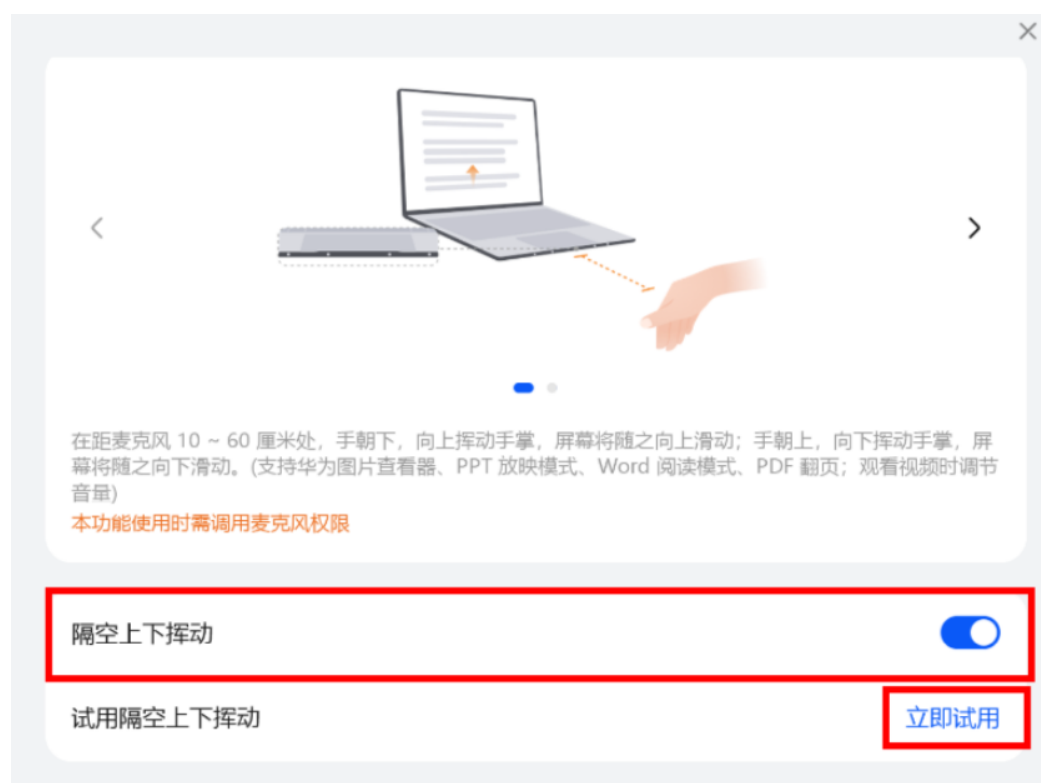 在距麦克风 10 ~ 60 厘米处，手朝下，向上挥动手掌，屏幕将随之向上滑动；手朝上，向下挥动手掌，屏
幕将随之向下滑动。(支持华为图片查看器、PPT 放映模式、Word 阅读模式、PDF 翻页；观看视频时调节
音量)
本功能使用时需调用麦克风权限
隔空上下挥动
试用隔空上下挥动 立即试用